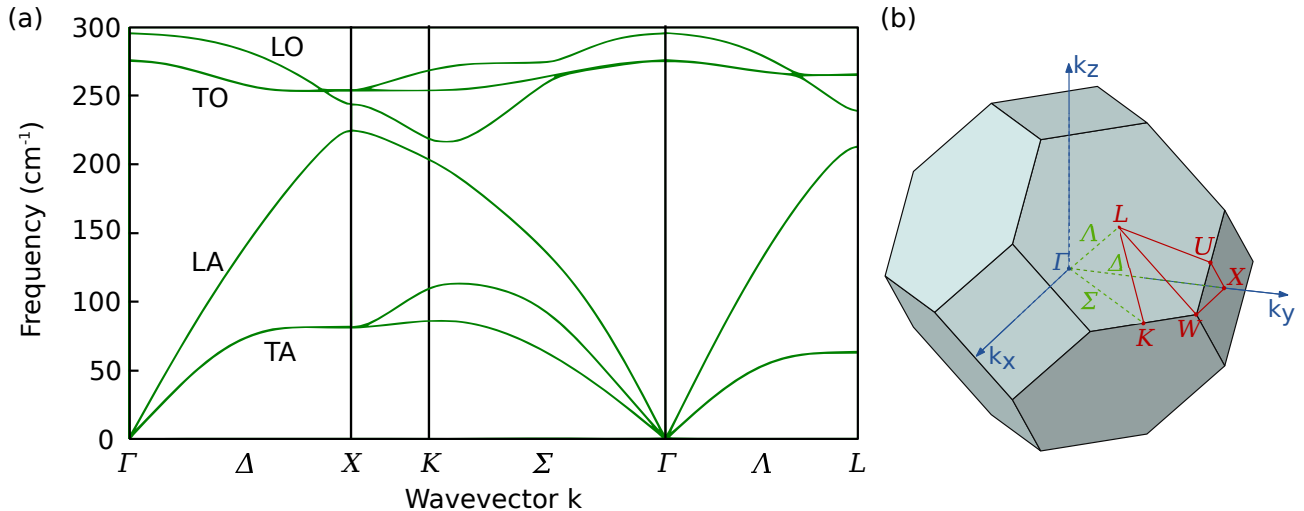 (a)
300
250
200
150
100
50
0
Frequency (cm⁻¹)
LO
TO
LA
TA
Γ Δ X K Σ Γ Λ L
Wavevector k
(b)
kz
L
Λ
U
Γ
Δ
X
ky
Σ
K
W
kx